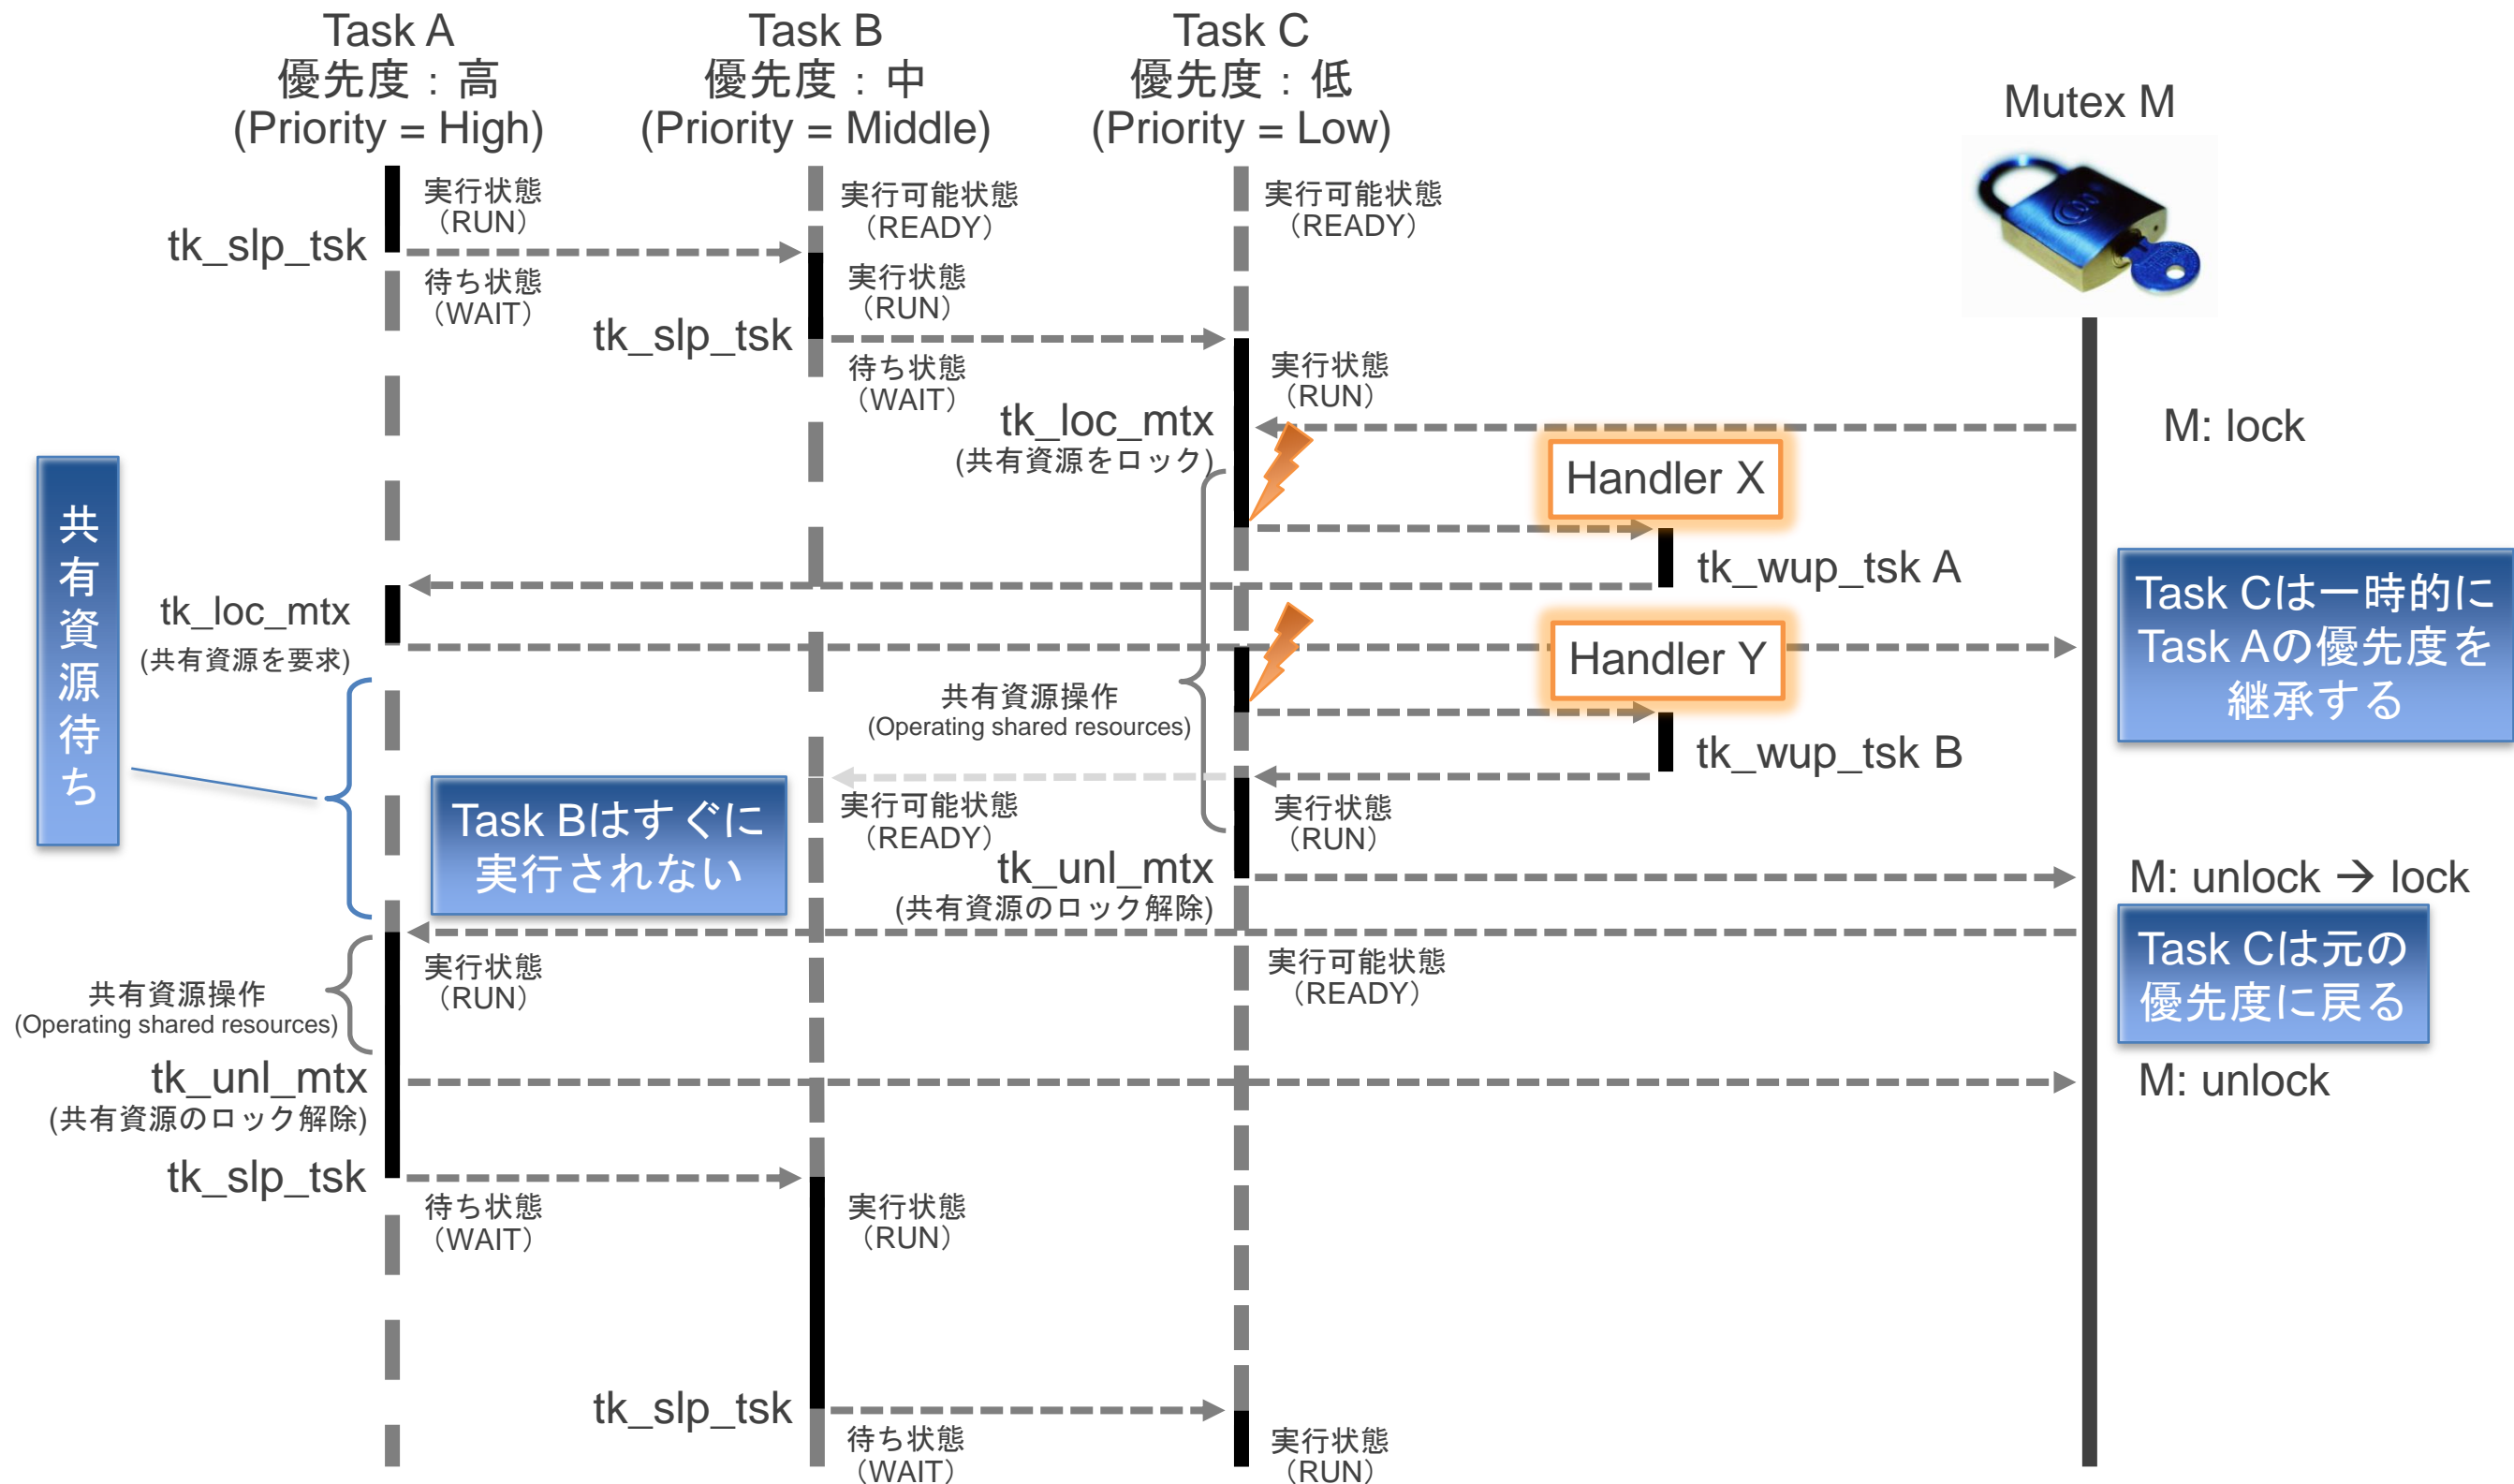 Task A
優先度：高
(Priority = High)
Task B
優先度：中
(Priority = Middle)
Task C
優先度：低
(Priority = Low)
Mutex M
実行状態
（RUN）
実行可能状態
（READY）
実行可能状態
（READY）
tk_slp_tsk
待ち状態
（WAIT）
実行状態
（RUN）
tk_slp_tsk
待ち状態
（WAIT）
実行状態
（RUN）
tk_loc_mtx
(共有資源をロック)
M: lock
Handler X
tk_wup_tsk A
共有資源待ち
tk_loc_mtx
(共有資源を要求)
Handler Y
Task Cは一時的に
Task Aの優先度を
継承する
共有資源操作
(Operating shared resources)
tk_wup_tsk B
Task Bはすぐに
実行されない
実行可能状態
（READY）
実行状態
（RUN）
tk_unl_mtx
(共有資源のロック解除)
M: unlock → lock
Task Cは元の
優先度に戻る
実行状態
（RUN）
実行可能状態
（READY）
共有資源操作
(Operating shared resources)
tk_unl_mtx
(共有資源のロック解除)
M: unlock
tk_slp_tsk
待ち状態
（WAIT）
実行状態
（RUN）
tk_slp_tsk
待ち状態
（WAIT）
実行状態
（RUN）